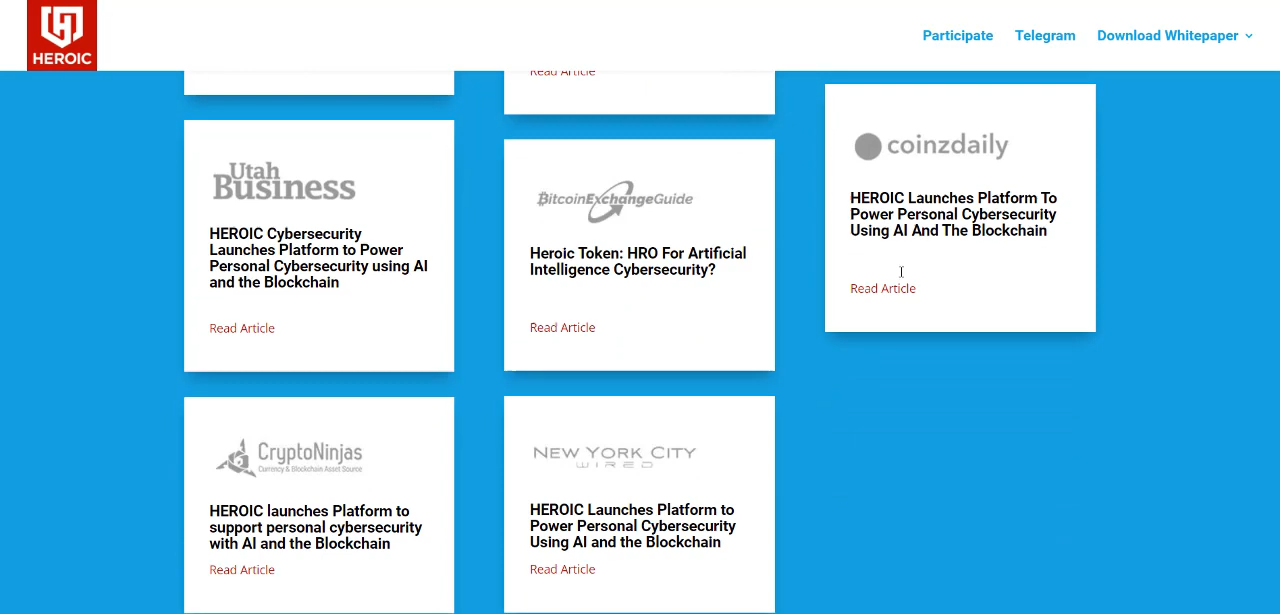 HEROIC
Participate
Telegram
Download Whitepaper
Read Article
Utah
Business
HEROIC Cybersecurity
Launches Platform to Power
Personal Cybersecurity using AI
and the Blockchain
Read Article
BitcoinExchangeGuide
Heroic Token: HRO For Artificial
Intelligence Cybersecurity?
Read Article
coinzdaily
HEROIC Launches Platform To
Power Personal Cybersecurity
Using AI And The Blockchain
Read Article
CryptoNinjas
Currency & Blockchain Asset Source
HEROIC launches Platform to
support personal cybersecurity
with AI and the Blockchain
Read Article
NEW YORK CITY
WIRED
HEROIC Launches Platform to
Power Personal Cybersecurity
Using AI and the Blockchain
Read Article